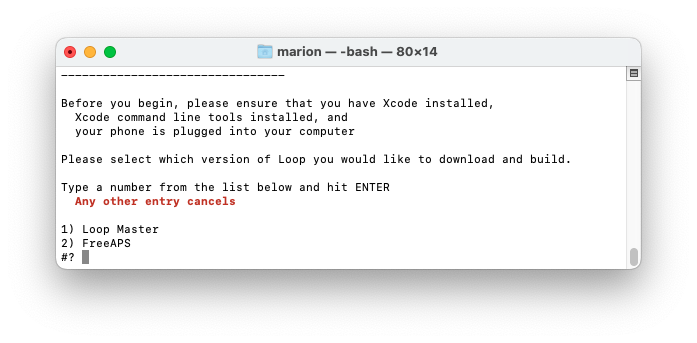 marion — -bash — 80×14
--------------------------------
Before you begin, please ensure that you have Xcode installed,
Xcode command line tools installed, and
your phone is plugged into your computer
Please select which version of Loop you would like to download and build.
Type a number from the list below and hit ENTER
Any other entry cancels
1) Loop Master
2) FreeAPS
#?